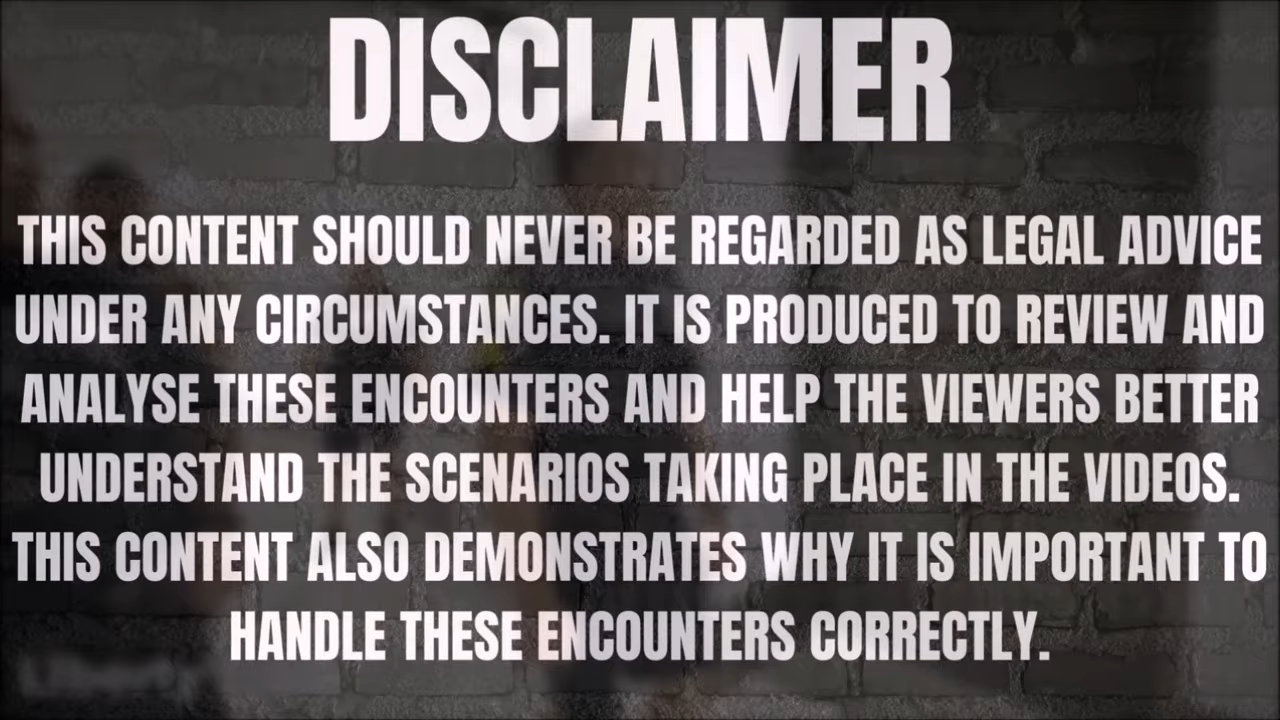 DISCLAIMER
THIS CONTENT SHOULD NEVER BE REGARDED AS LEGAL ADVICE
UNDER ANY CIRCUMSTANCES. IT IS PRODUCED TO REVIEW AND
ANALYSE THESE ENCOUNTERS AND HELP THE VIEWERS BETTER
UNDERSTAND THE SCENARIOS TAKING PLACE IN THE VIDEOS.
THIS CONTENT ALSO DEMONSTRATES WHY IT IS IMPORTANT TO
HANDLE THESE ENCOUNTERS CORRECTLY.